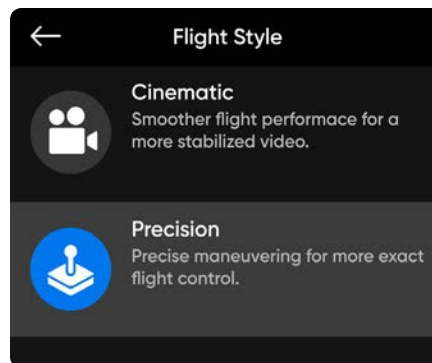 Flight Style
Cinematic
Smoother flight performace for a
more stabilized video.
Precision
Precise maneuvering for more exact
flight control.